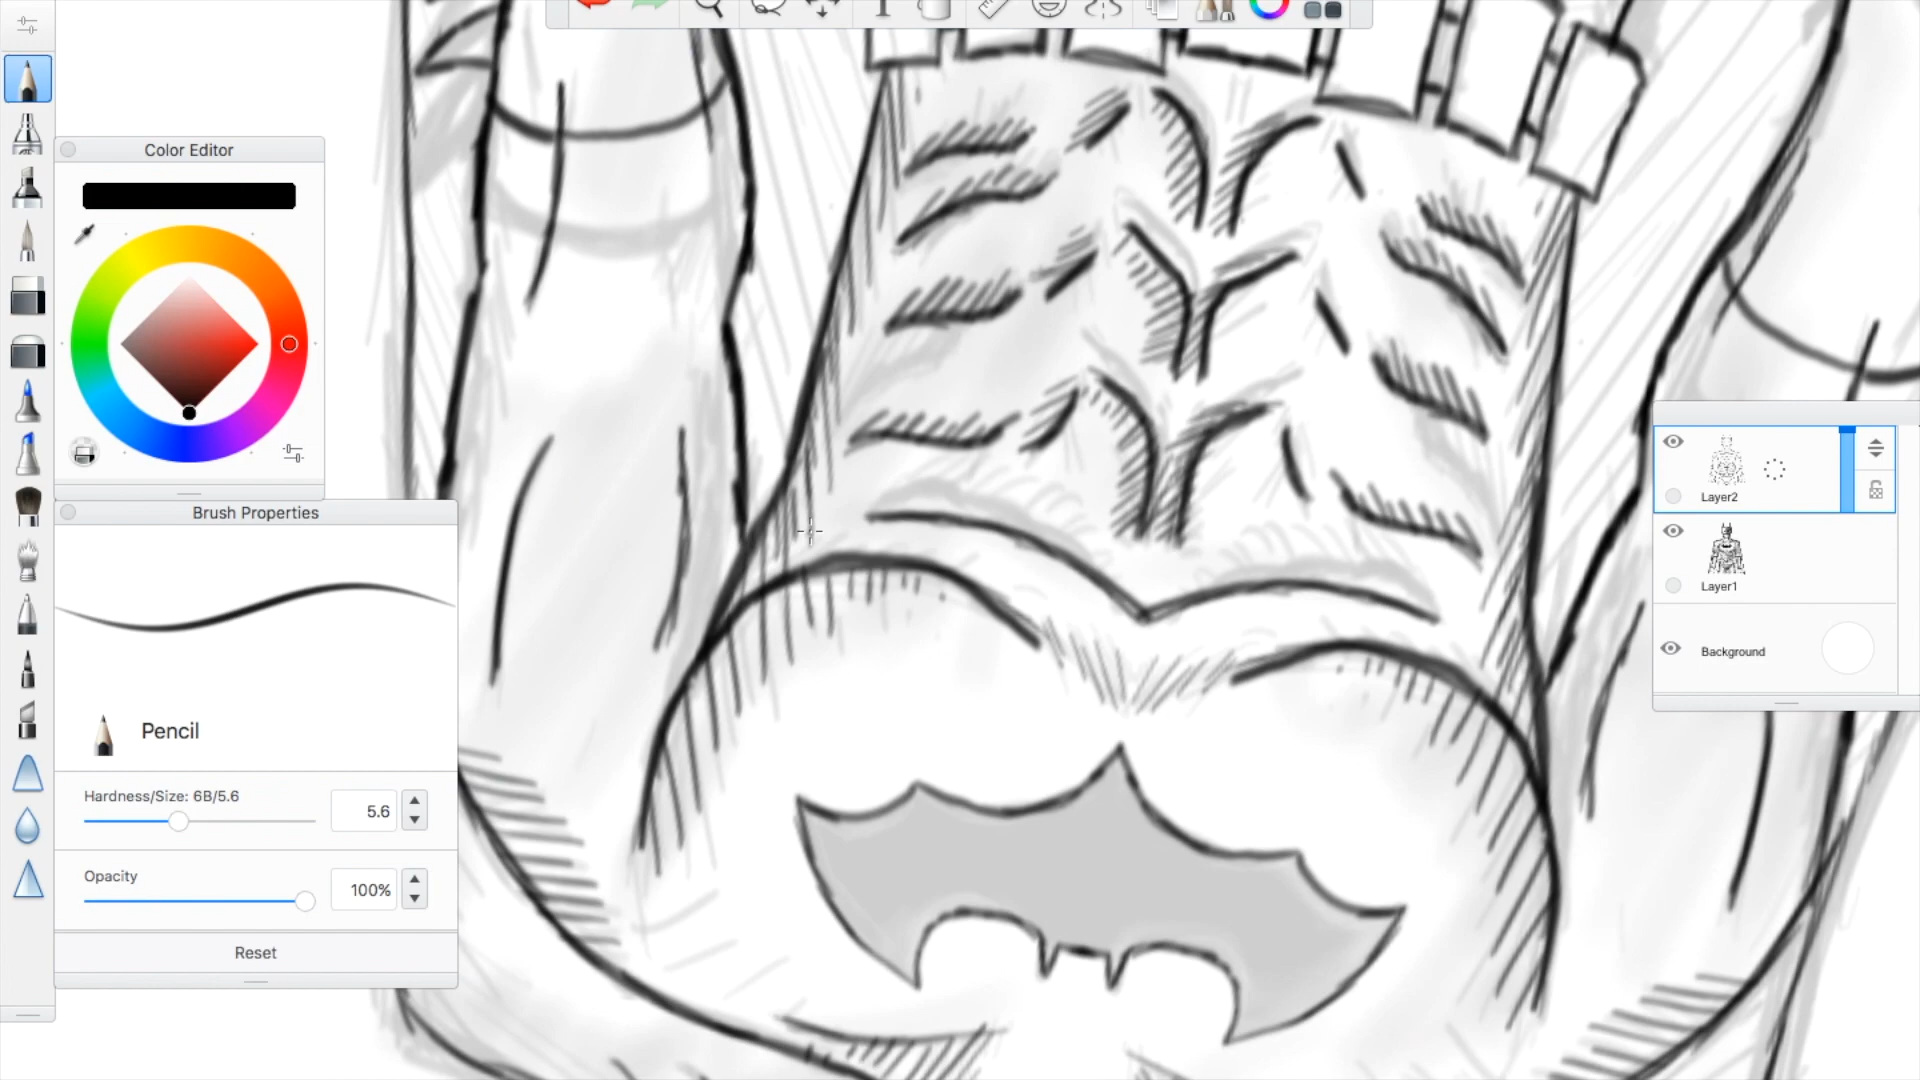 Color Editor
Brush Properties
Pencil
Hardness/Size: 6B/5.6
5.6
Opacity
100%
Reset
Layer2
Layer1
Background